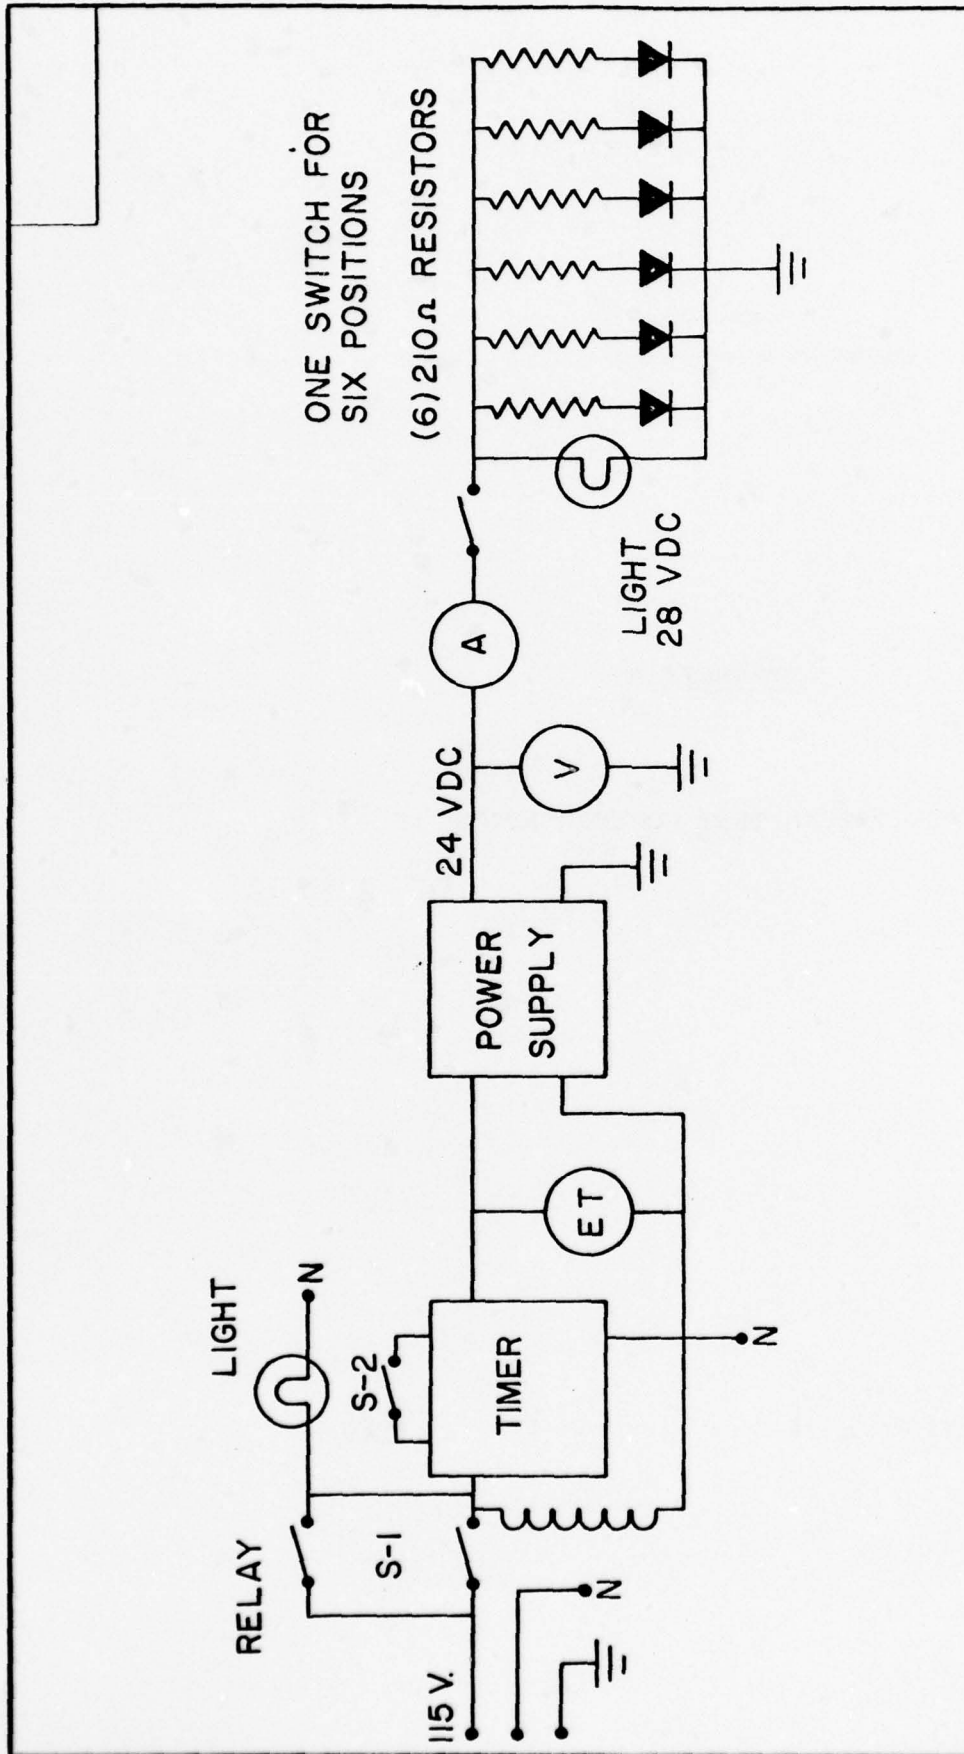 115 V.
N
RELAY
S-1
LIGHT
N
S-2
TIMER
N
E T
POWER
SUPPLY
24 VDC
V
A
LIGHT
28 VDC
ONE SWITCH FOR
SIX POSITIONS
(6) 210Ω RESISTORS